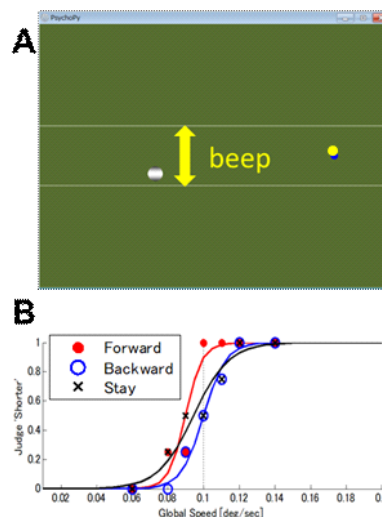 PsychoPy
A
beep
B
Forward
Backward
Stay
Judge 'Shorter'
1
0.8
0.6
0.4
0.2
0
0.02 0.04 0.06 0.08 0.1 0.12 0.14 0.16 0.18
Global Speed [deg/sec]